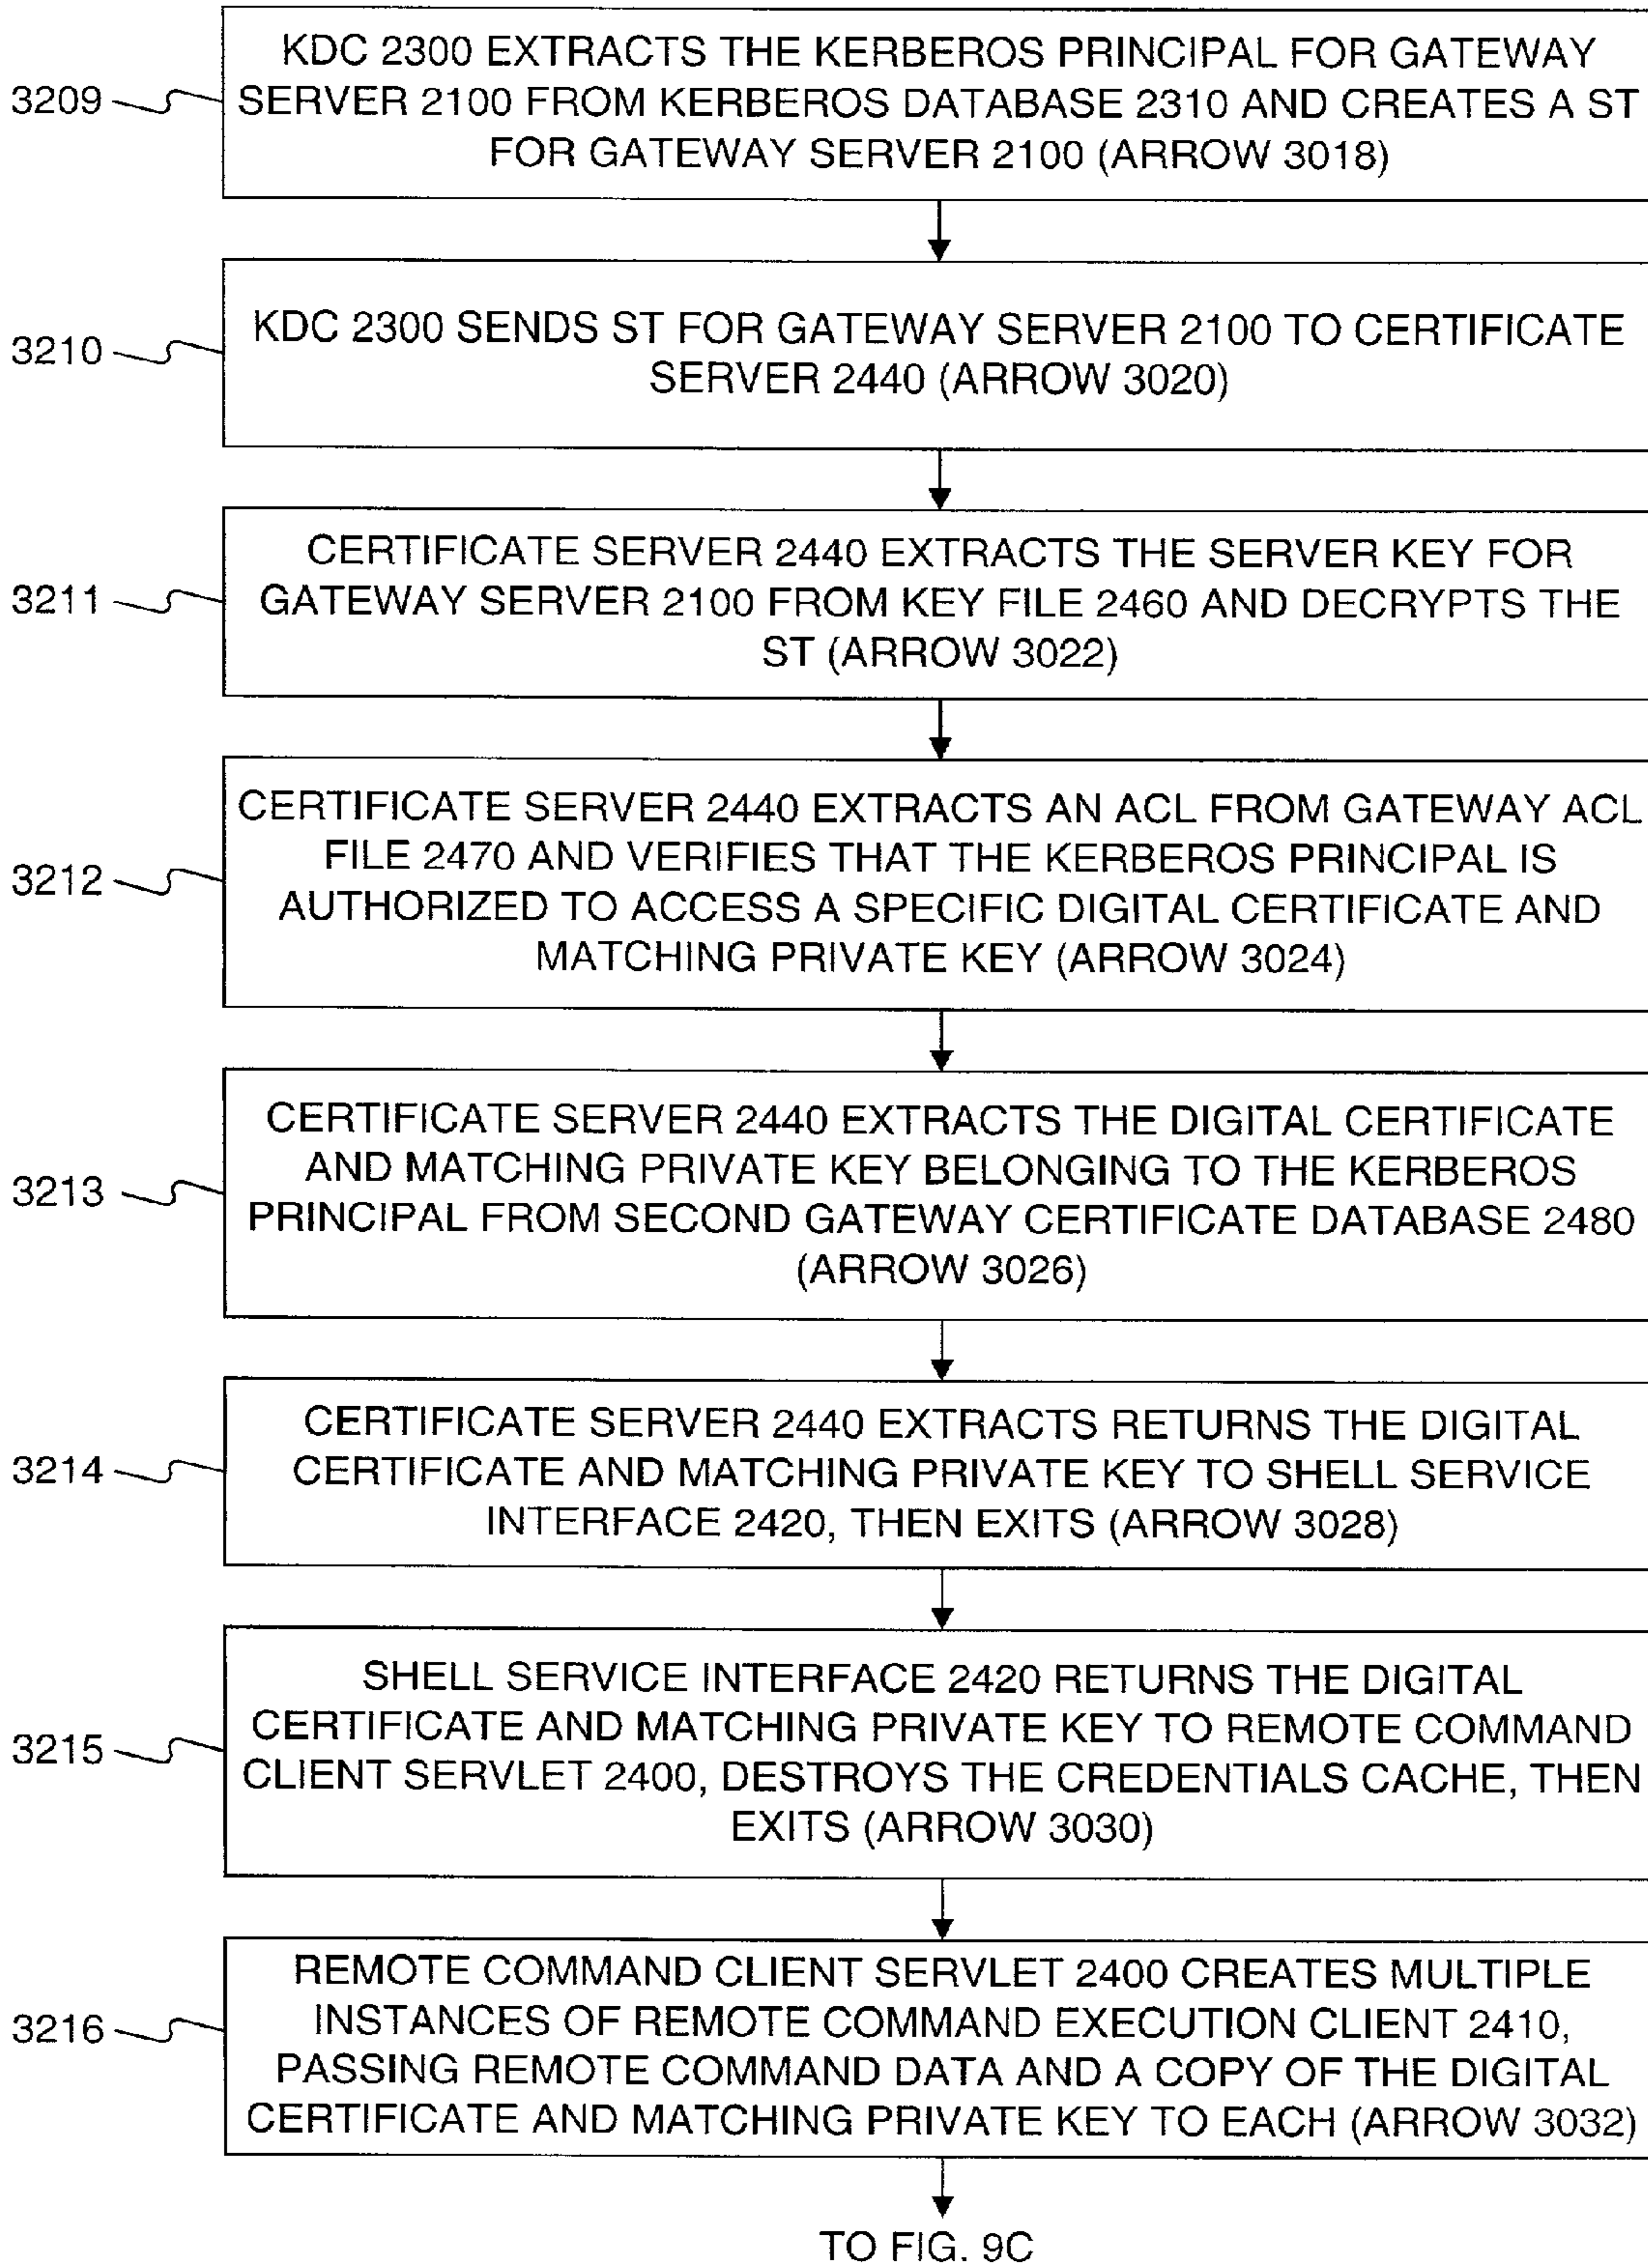 3209
KDC 2300 EXTRACTS THE KERBEROS PRINCIPAL FOR GATEWAY
SERVER 2100 FROM KERBEROS DATABASE 2310 AND CREATES A ST
FOR GATEWAY SERVER 2100 (ARROW 3018)
3210
KDC 2300 SENDS ST FOR GATEWAY SERVER 2100 TO CERTIFICATE
SERVER 2440 (ARROW 3020)
3211
CERTIFICATE SERVER 2440 EXTRACTS THE SERVER KEY FOR
GATEWAY SERVER 2100 FROM KEY FILE 2460 AND DECRYPTS THE
ST (ARROW 3022)
3212
CERTIFICATE SERVER 2440 EXTRACTS AN ACL FROM GATEWAY ACL
FILE 2470 AND VERIFIES THAT THE KERBEROS PRINCIPAL IS
AUTHORIZED TO ACCESS A SPECIFIC DIGITAL CERTIFICATE AND
MATCHING PRIVATE KEY (ARROW 3024)
3213
CERTIFICATE SERVER 2440 EXTRACTS THE DIGITAL CERTIFICATE
AND MATCHING PRIVATE KEY BELONGING TO THE KERBEROS
PRINCIPAL FROM SECOND GATEWAY CERTIFICATE DATABASE 2480
(ARROW 3026)
3214
CERTIFICATE SERVER 2440 EXTRACTS RETURNS THE DIGITAL
CERTIFICATE AND MATCHING PRIVATE KEY TO SHELL SERVICE
INTERFACE 2420, THEN EXITS (ARROW 3028)
3215
SHELL SERVICE INTERFACE 2420 RETURNS THE DIGITAL
CERTIFICATE AND MATCHING PRIVATE KEY TO REMOTE COMMAND
CLIENT SERVLET 2400, DESTROYS THE CREDENTIALS CACHE, THEN
EXITS (ARROW 3030)
3216
REMOTE COMMAND CLIENT SERVLET 2400 CREATES MULTIPLE
INSTANCES OF REMOTE COMMAND EXECUTION CLIENT 2410,
PASSING REMOTE COMMAND DATA AND A COPY OF THE DIGITAL
CERTIFICATE AND MATCHING PRIVATE KEY TO EACH (ARROW 3032)
TO FIG. 9C